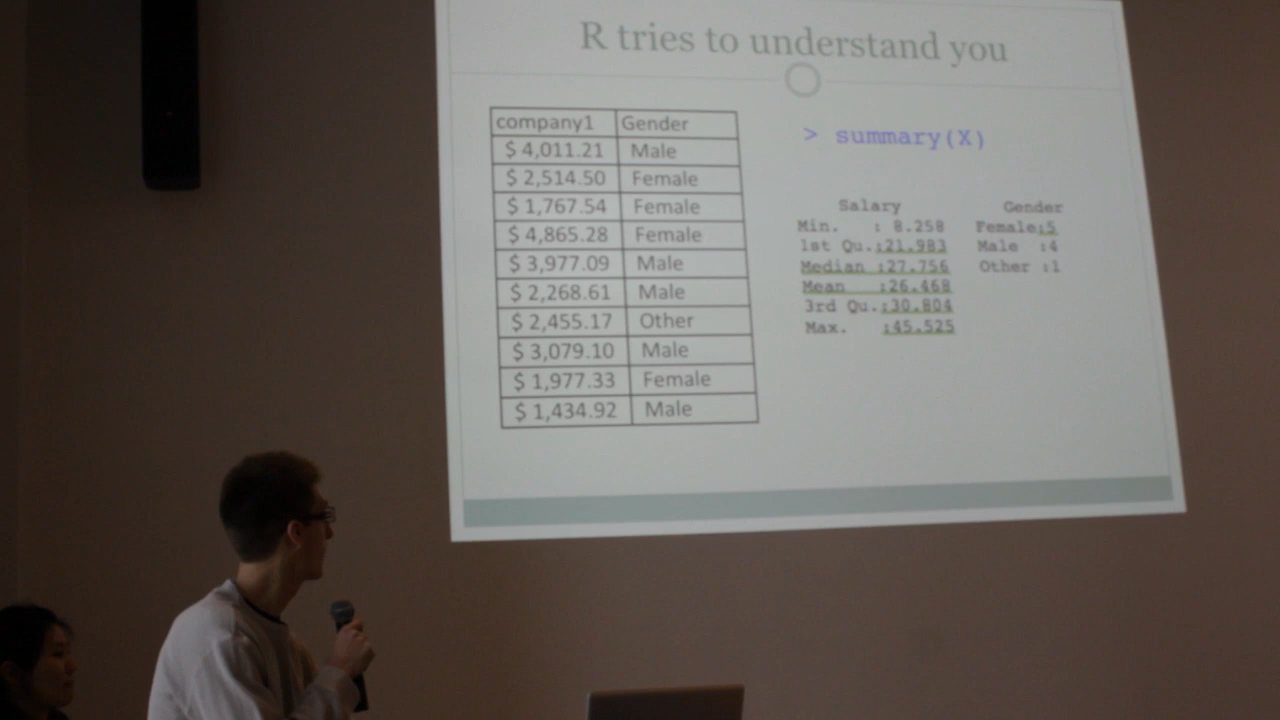 R tries to understand you
company1 Gender
$ 4,011.21 Male
$ 2,514.50 Female
$ 1,767.54 Female
$ 4,865.28 Female
$ 3,977.09 Male
$ 2,268.61 Male
$ 2,455.17 Other
$ 3,079.10 Male
$ 1,977.33 Female
$ 1,434.92 Male
> summary(X)
Salary Gender
Min. : 8.258 Female:5
1st Qu.:21.983 Male :4
Median :27.756 Other :1
Mean :26.468
3rd Qu.:30.804
Max. :45.525